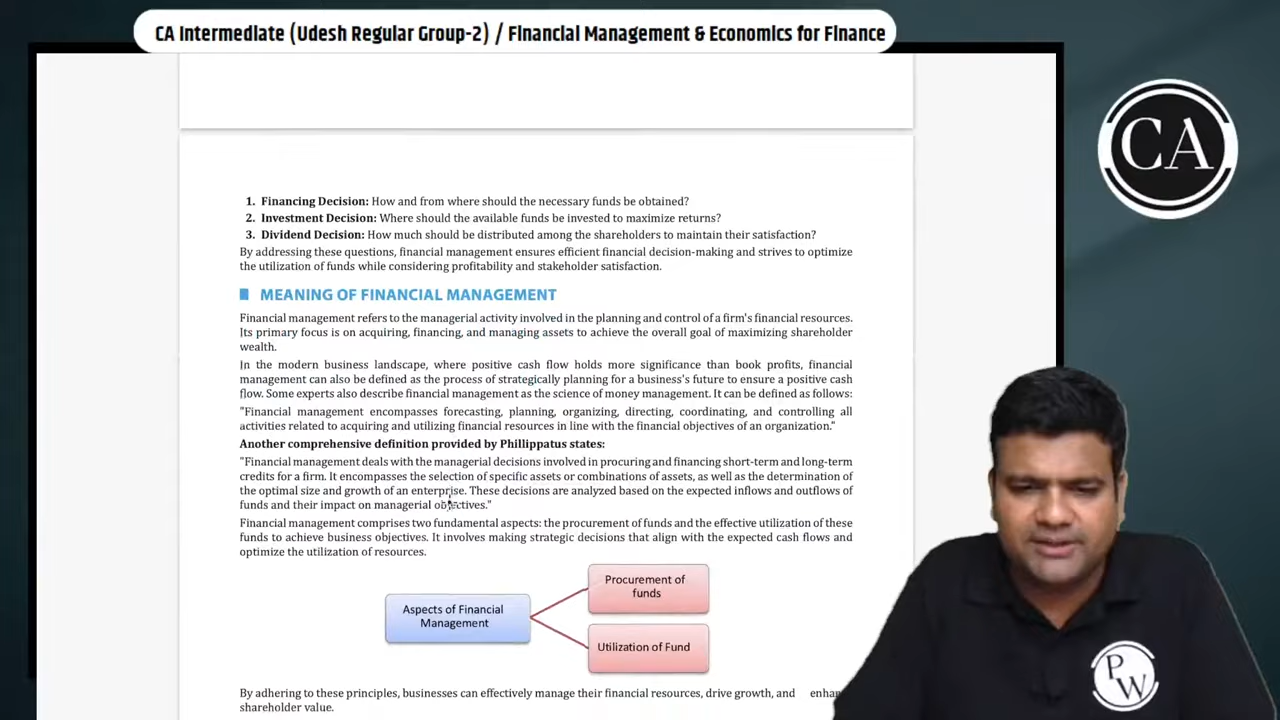 CA Intermediate (Udesh Regular Group-2) / Financial Management & Economics for Finance
CA
1. Financing Decision: How and from where should the necessary funds be obtained?
2. Investment Decision: Where should the available funds be invested to maximize returns?
3. Dividend Decision: How much should be distributed among the shareholders to maintain their satisfaction?
By addressing these questions, financial management ensures efficient financial decision-making and strives to optimize
the utilization of funds while considering profitability and stakeholder satisfaction.
MEANING OF FINANCIAL MANAGEMENT
Financial management refers to the managerial activity involved in the planning and control of a firm's financial resources.
Its primary focus is on acquiring, financing, and managing assets to achieve the overall goal of maximizing shareholder
wealth.
In the modern business landscape, where positive cash flow holds more significance than book profits, financial
management can also be defined as the process of strategically planning for a business's future to ensure a positive cash
flow. Some experts also describe financial management as the science of money management. It can be defined as follows:
"Financial management encompasses forecasting, planning, organizing, directing, coordinating, and controlling all
activities related to acquiring and utilizing financial resources in line with the financial objectives of an organization."
Another comprehensive definition provided by Phillippatus states:
"Financial management deals with the managerial decisions involved in procuring and financing short-term and long-term
credits for a firm. It encompasses the selection of specific assets or combinations of assets, as well as the determination of
the optimal size and growth of an enterprise. These decisions are analyzed based on the expected inflows and outflows of
funds and their impact on managerial objectives."
Financial management comprises two fundamental aspects: the procurement of funds and the effective utilization of these
funds to achieve business objectives. It involves making strategic decisions that align with the expected cash flows and
optimize the utilization of resources.
Aspects of Financial
Management
Procurement of
funds
Utilization of Fund
By adhering to these principles, businesses can effectively manage their financial resources, drive growth, and
shareholder value.
PW